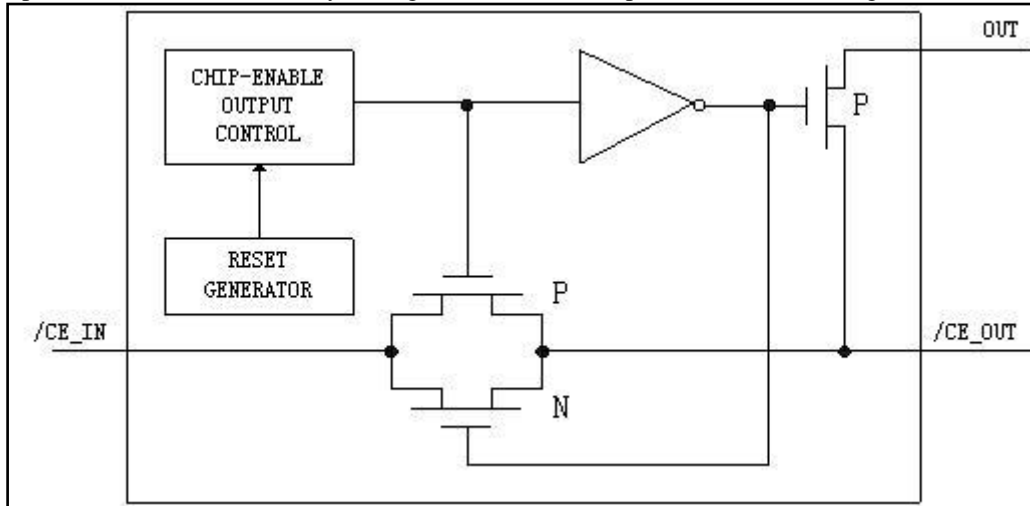 OUT
CHIP-ENABLE
OUTPUT
CONTROL
P
RESET
GENERATOR
P
/CE_IN
/CE_OUT
N